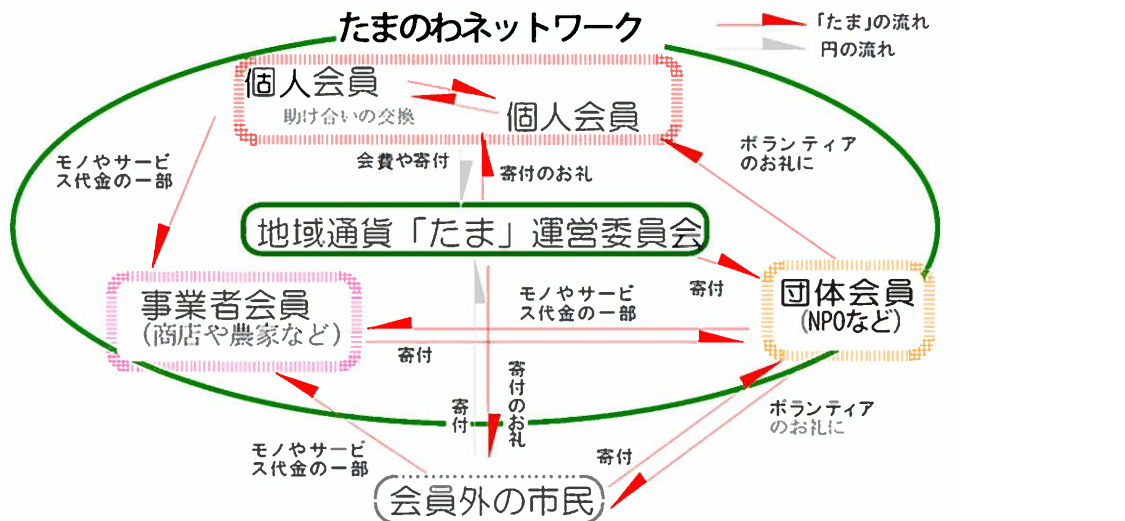 たまのわネットワーク
「たま」の流れ
円の流れ
個人会員
助け合いの交換
個人会員
モノやサービ
ス代金の一部
会費や寄付
寄付のお礼
ボランティア
のお礼に
地域通貨「たま」運営委員会
寄付
事業者会員
(商店や農家など)
モノやサービ
ス代金の一部
寄付
団体会員
(NPOなど)
寄付
寄付のお礼
モノやサービ
ス代金の一部
寄付
ボランティア
のお礼に
会員外の市民